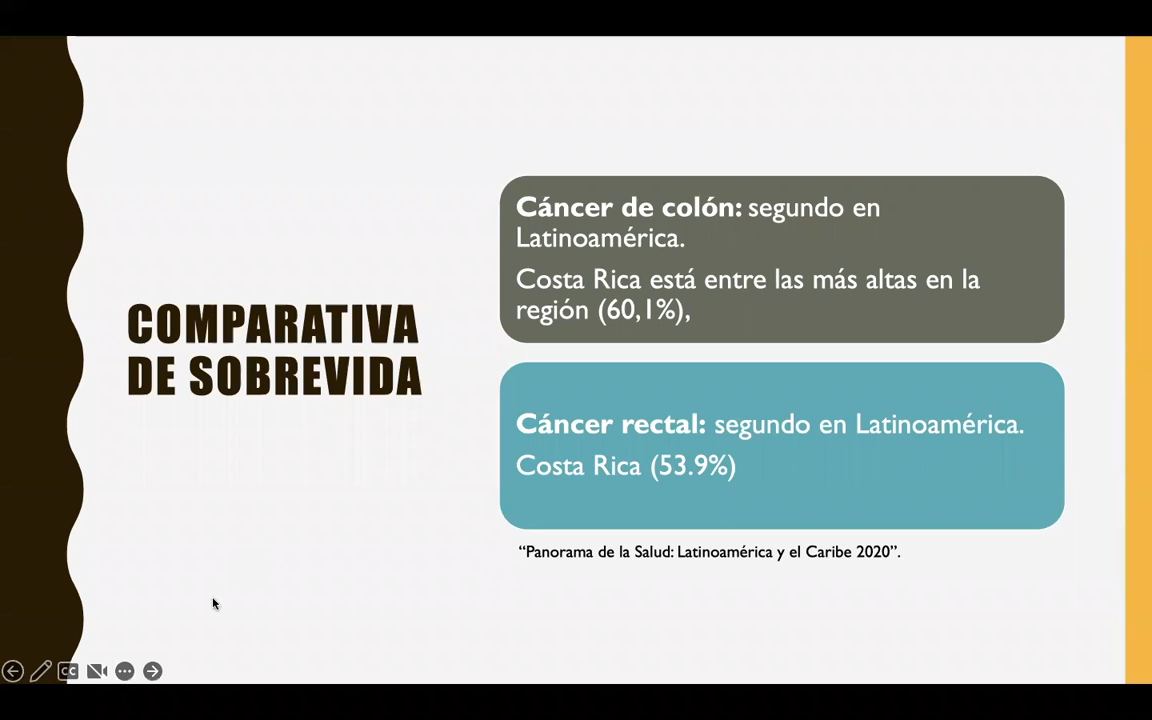 COMPARATIVA
DE SOBREVIDA
Cáncer de colón: segundo en
Latinoamérica.
Costa Rica está entre las más altas en la
región (60,1%),
Cáncer rectal: segundo en Latinoamérica.
Costa Rica (53.9%)
“Panorama de la Salud: Latinoamérica y el Caribe 2020”.
CC